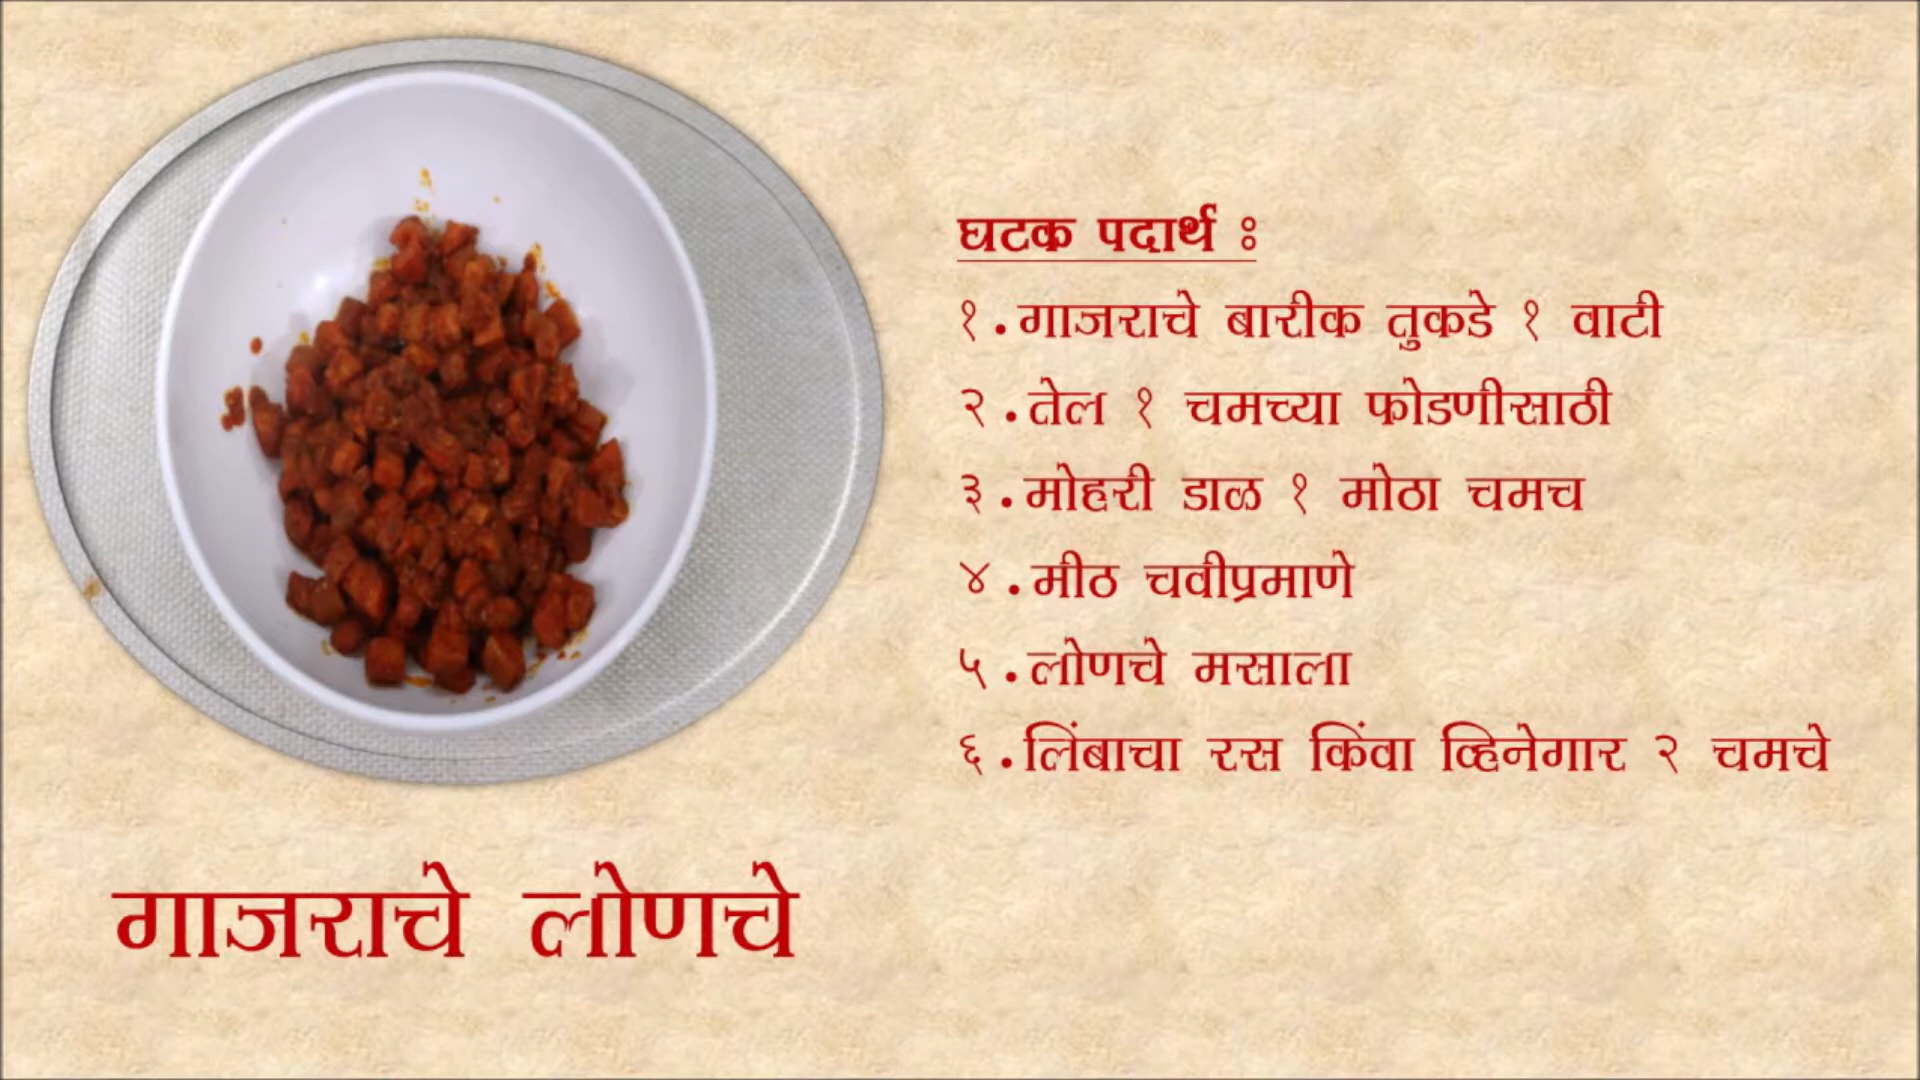 घटक पदार्थ :
१. गाजराचे बारीक तुकडे १ वाटी
२. तेल १ चमच्या फोडणीसाठी
३. मोहरी डाळ १ मोठा चमच
४. मीठ चवीप्रमाणे
५. लोणचे मसाला
६. लिंबाचा रस किंवा व्हिनेगार २ चमचे
गाजराचे लोणचे